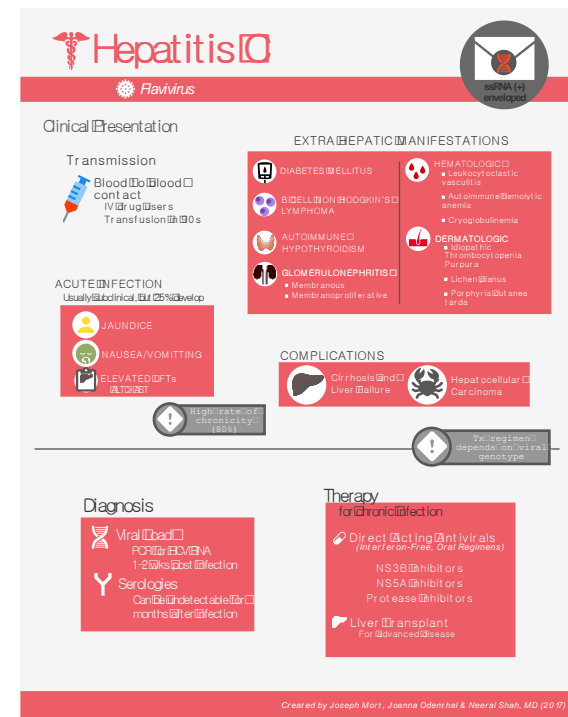 Hepatitis C
Flavivirus
ssRNA (+)
enveloped
Clinical Presentation
Transmission
Blood to blood
contact
IV drug users
Transfusion in 90s
EXTRAHEPATIC MANIFESTATIONS
DIABETES MELLITUS
B CELL NON HODGKIN'S
LYMPHOMA
AUTOIMMUNE
HYPOTHYROIDISM
GLOMERULONEPHRITIS
Membranous
Membranoproliferative
HEMATOLOGIC
Leukocytoclastic
vasculitis
Autoimmune hemolytic
anemia
Cryoglobulinemia
DERMATOLOGIC
Idiopathic
Thrombocytopenia
Purpura
Lichen planus
Porphyria cutanea
tarda
ACUTE INFECTION
Usually subclinical, but 25% develop
JAUNDICE
NAUSEA/VOMITTING
ELEVATED LFTs
ALT AST
High rate of
chronicity
(80%)
COMPLICATIONS
Cirrhosis and
Liver Failure
Hepatocellular
Carcinoma
Tx regimen
depends on viral
genotype
Diagnosis
Viral Load
PCR for HCV RNA
1-2 wks post infection
Serologies
Can be undetectable for
months after infection
Therapy
for chronic infection
Direct Acting Antivirals
(Interferon-Free, Oral Regimens)
NS3B Inhibitors
NS5A Inhibitors
Protease Inhibitors
Liver Transplant
For advanced disease
Created by Joseph Mort, Joanna Odenthal & Neeral Shah, MD (2017)